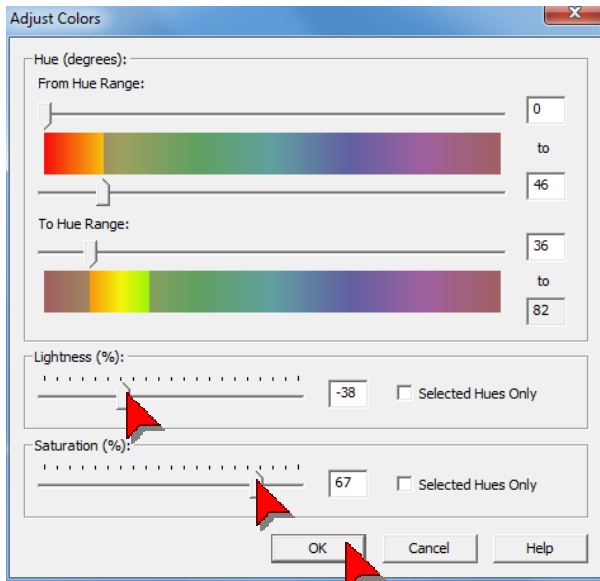 Adjust Colors
Hue (degrees):
From Hue Range:
0
to
46
To Hue Range:
36
to
82
Lightness (%):
-38
Selected Hues Only
Saturation (%):
67
Selected Hues Only
OK Cancel Help